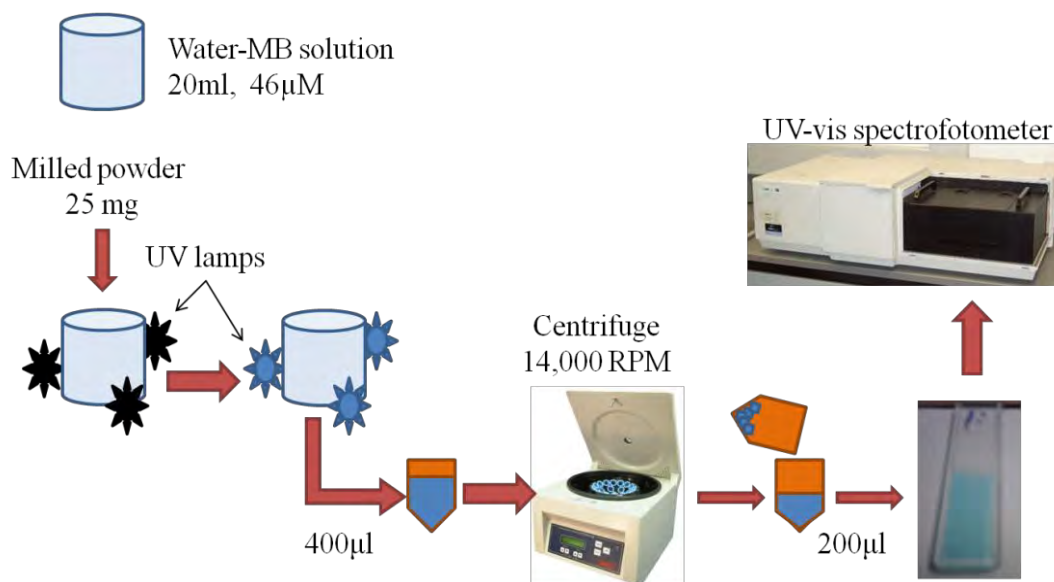 Water-MB solution
20ml, 46μM
UV-vis spectrofotometer
Milled powder
25 mg
UV lamps
Centrifuge
14,000 RPM
400μl
200μl